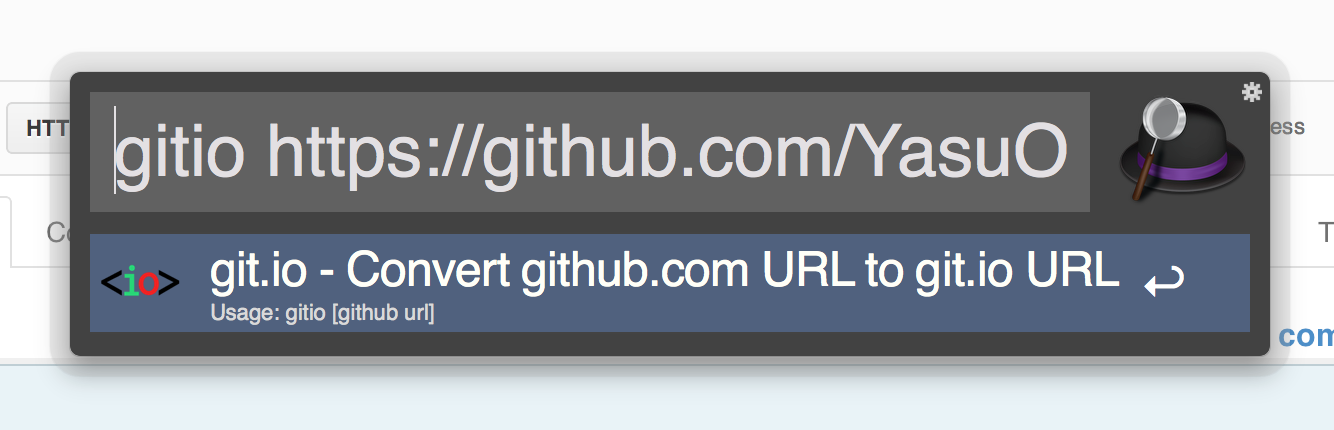 HTT
gitio https://github.com/YasuO
ess
Co
git.io - Convert github.com URL to git.io URL
T
<io>
Usage: gitio [github url]
com